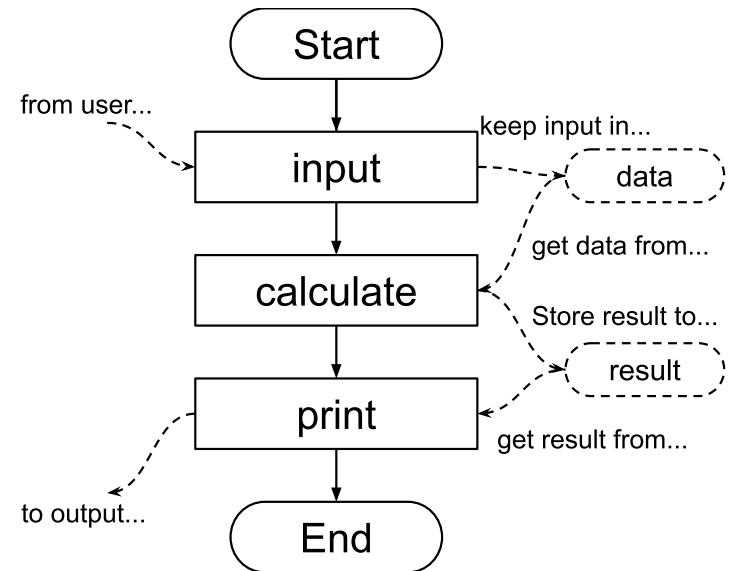 Start
from user...
keep input in...
input
data
get data from...
calculate
Store result to...
result
print
get result from...
to output...
End